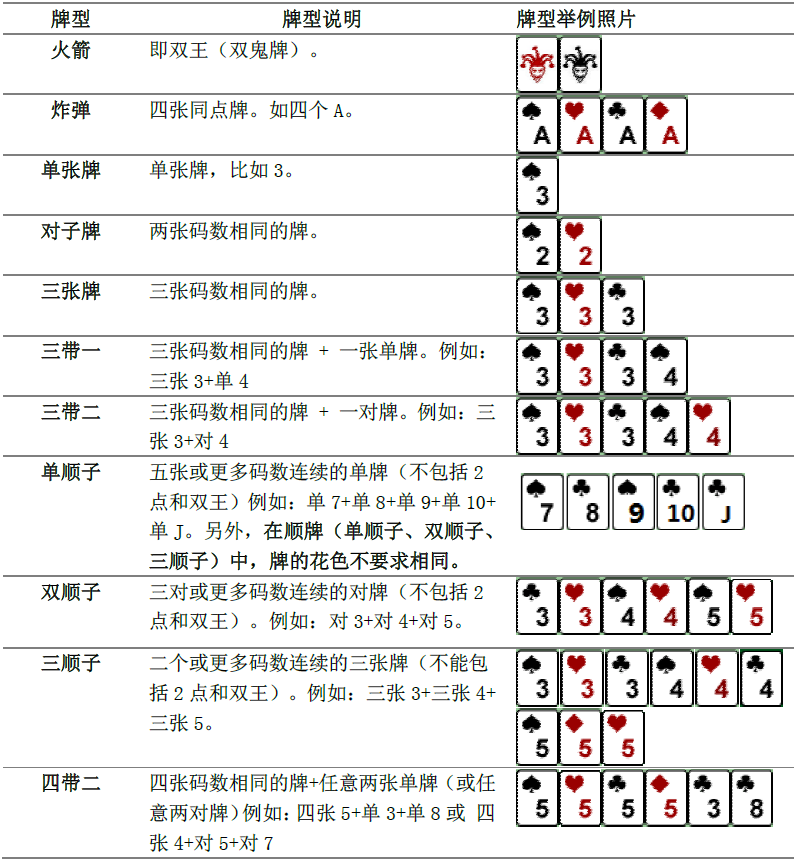 牌型 牌型说明 牌型举例照片
火箭 即双王（双鬼牌）。
炸弹 四张同点牌。如四个 A。
A A A A
单张牌 单张牌，比如 3。
3
对子牌 两张码数相同的牌。
2 2
三张牌 三张码数相同的牌。
3 3 3
三带一 三张码数相同的牌 + 一张单牌。例如：
三张 3+单 4
3 3 3 4
三带二 三张码数相同的牌 + 一对牌。例如：三
张 3+对 4
3 3 3 4 4
单顺子 五张或更多码数连续的单牌（不包括 2
点和双王）例如：单 7+单 8+单 9+单 10+
单 J。另外，在顺牌（单顺子、双顺子、
三顺子）中，牌的花色不要求相同。
7 8 9 10 J
双顺子 三对或更多码数连续的对牌（不包括 2
点和双王）。例如：对 3+对 4+对 5。
3 3 4 4 5 5
三顺子 二个或更多码数连续的三张牌（不能包
括 2 点和双王）。例如：三张 3+三张 4+
三张 5。
3 3 3 4 4 4
5 5 5
四带二 四张码数相同的牌+任意两张单牌（或任
意两对牌）例如：四张 5+单 3+单 8 或 四
张 4+对 5+对 7
5 5 5 5 3 8